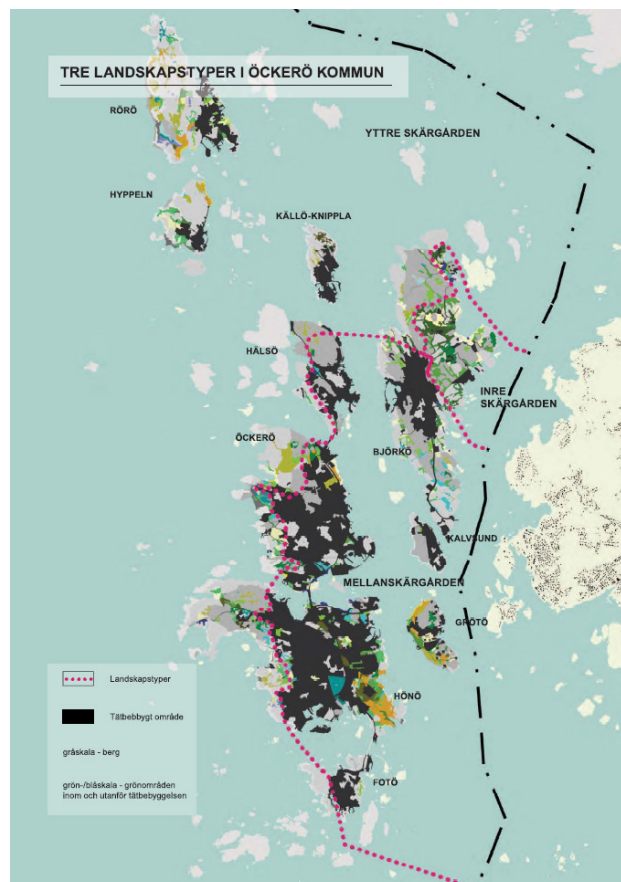 TRE LANDSKAPSTYPER I ÖCKERÖ KOMMUN
RÖRÖ
YTTRE SKÄRGÅRDEN
HYPPELN
KÄLLÖ-KNIPPLA
HÄLSÖ
INRE
SKÄRGÅRDEN
ÖCKERÖ
BJÖRKÖ
KALVSUND
MELLANSKÄRGÅRDEN
GRÖTÖ
HÖNÖ
FOTÖ
Landskapstyper
Tätbebbygt område
gråskala - berg
grön-/blåskala - grönområden
inom och utanför tätbebyggelsen